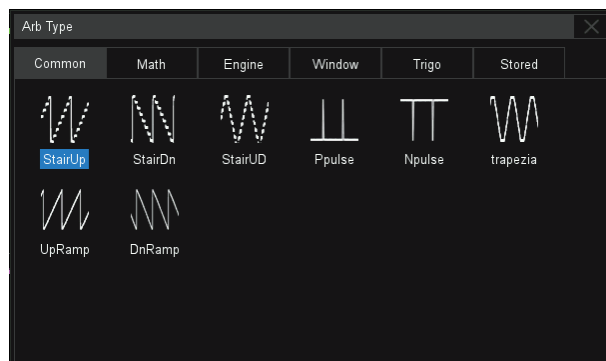 Arb Type
Common Math Engine Window Trigo Stored
StairUp StairDn StairUD Ppulse Npulse trapezia
UpRamp DnRamp